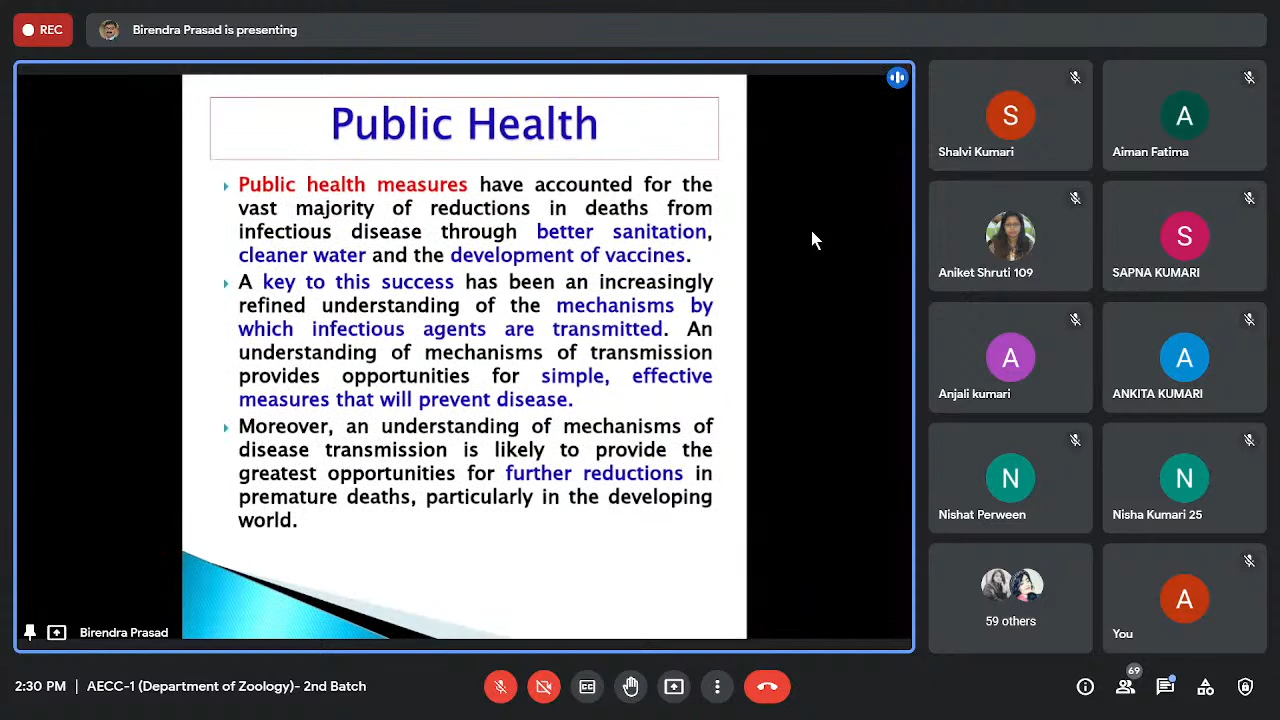 REC
Birendra Prasad is presenting
Public Health
Public health measures have accounted for the
vast majority of reductions in deaths from
infectious disease through better sanitation,
cleaner water and the development of vaccines.
A key to this success has been an increasingly
refined understanding of the mechanisms by
which infectious agents are transmitted. An
understanding of mechanisms of transmission
provides opportunities for simple, effective
measures that will prevent disease.
Moreover, an understanding of mechanisms of
disease transmission is likely to provide the
greatest opportunities for further reductions in
premature deaths, particularly in the developing
world.
Birendra Prasad
S
Shalvi Kumari
A
Aiman Fatima
Aniket Shruti 109
S
SAPNA KUMARI
A
Anjali kumari
A
ANKITA KUMARI
N
Nishat Perween
N
Nisha Kumari 25
59 others
A
You
2:30 PM | AECC-1 (Department of Zoology)- 2nd Batch
69